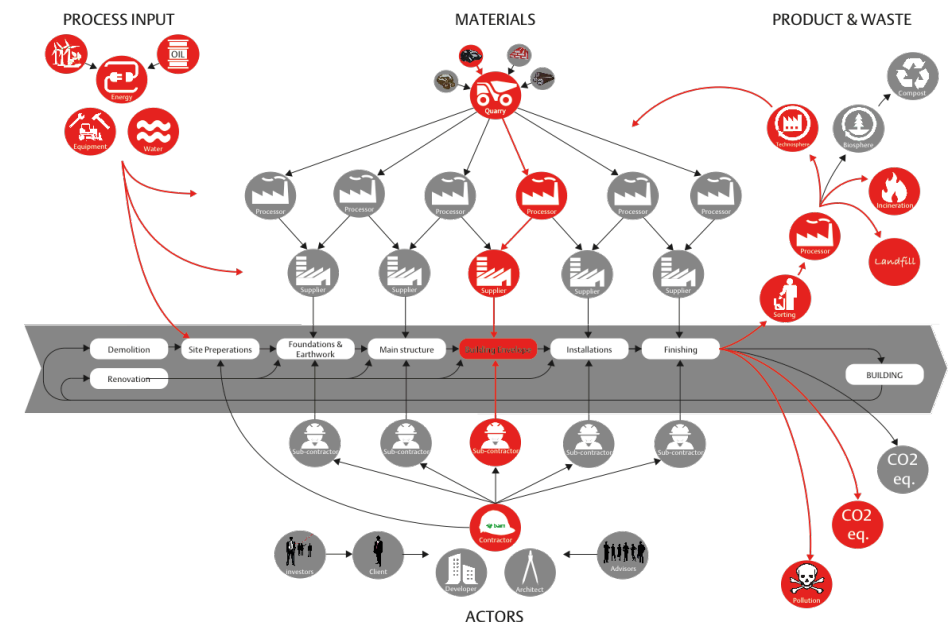 PROCESS INPUT
MATERIALS
PRODUCT & WASTE
OIL
Energy
Equipment
Water
Quarry
Compost
Technosphere
Biosphere
Incineration
Processor
Landfill
Sorting
Processor
Processor
Processor
Processor
Processor
Processor
Supplier
Supplier
Supplier
Supplier
Supplier
Demolition
Site Preperations
Foundations &
Earthwork
Main structure
Installations
Finishing
Renovation
BUILDING
Sub-contractor
Sub-contractor
Sub-contractor
Sub-contractor
Sub-contractor
CO2
eq.
CO2
eq.
bam
Contractor
Investors
Client
Developer
Architect
Advisors
Pollution
ACTORS